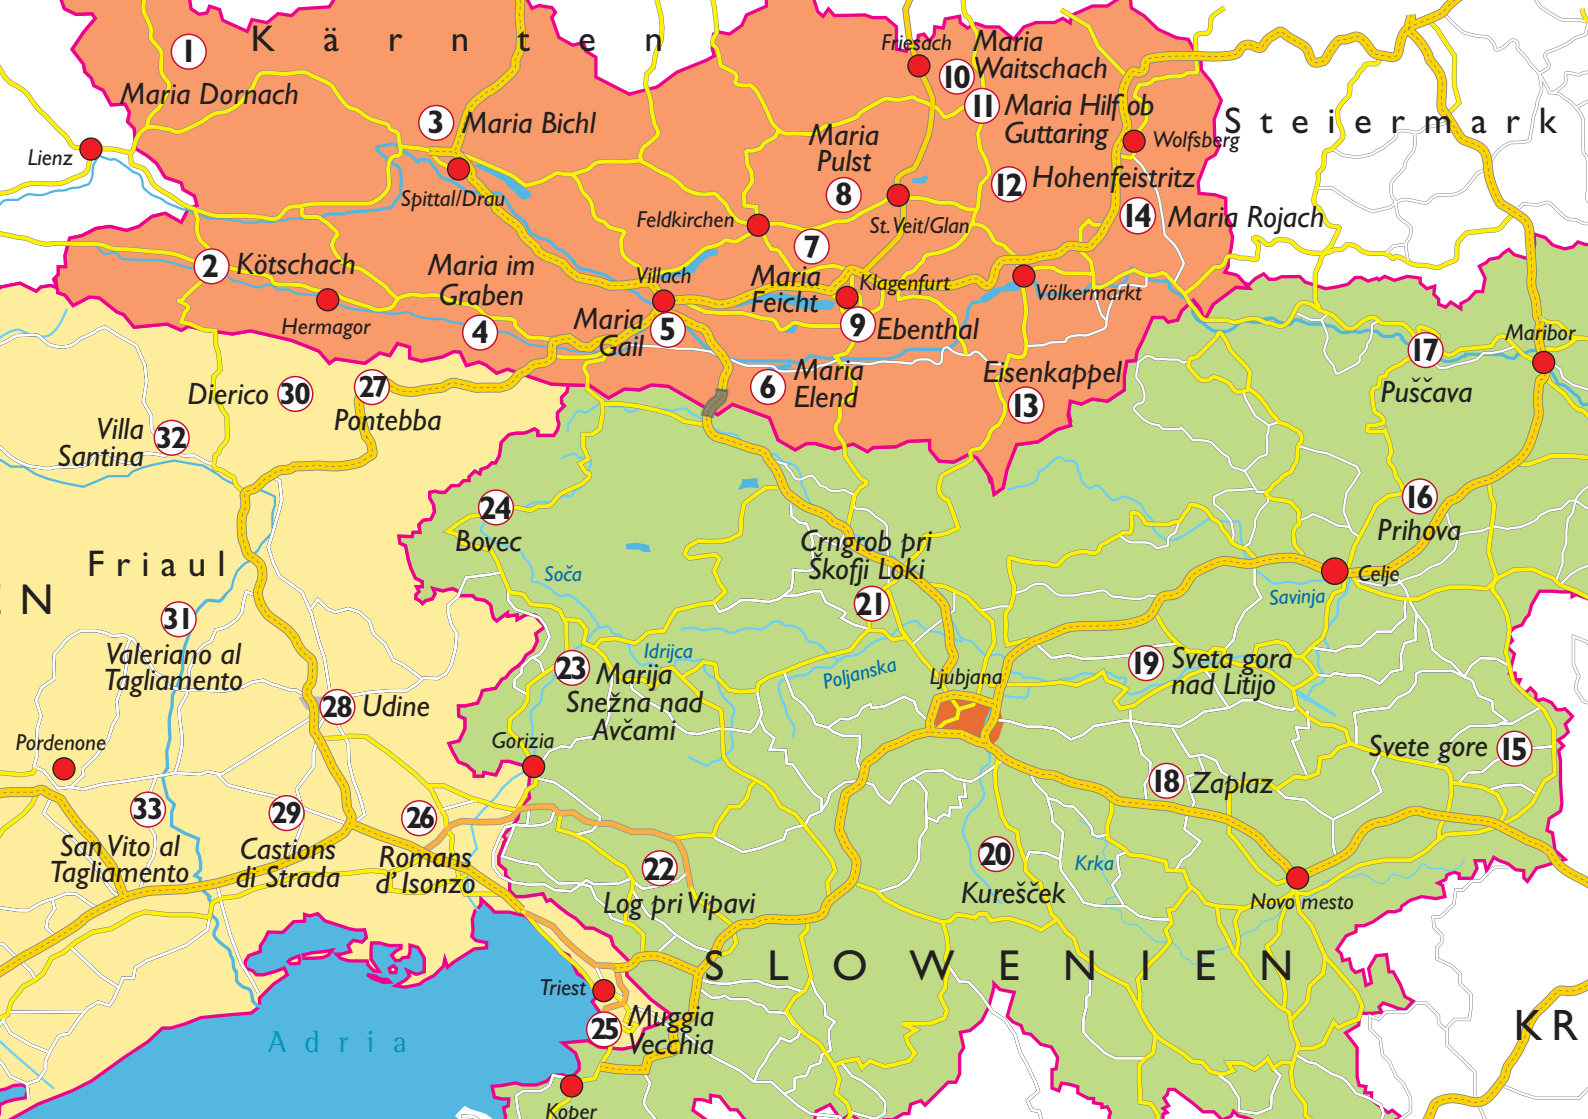 Kärnten
1
Maria Dornach
3
Maria Bichl
Lienz
Spittal/Drau
Friesach
10
Maria
Waitschach
11
Maria Hilf ob
Guttaring
Wolfsberg
Steiermark
Maria
Pulst
8
12
Hohenfeistritz
14
Maria Rojach
Feldkirchen
St. Veit/Glan
7
Maria
Feicht
2
Kötschach
Hermagor
Maria im
Graben
4
Villach
Maria
Gail
5
Klagenfurt
9
Ebenthal
Völkermarkt
6
Maria
Elend
Eisenkappel
13
17
Puščava
Maribor
Dierico
30
27
Pontebba
Villa
Santina
32
24
Bovec
16
Prihova
Friaul
EN
Soča
Crngrob pri
Škofji Loki
21
Celje
Savinja
31
Valeriano al
Tagliamento
23
Marija
Snežna nad
Avčami
Idrijca
Poljanska
Ljubjana
19
Sveta gora
nad Litijo
28
Udine
Pordenone
Gorizia
Svete gore
15
18
Zaplaz
33
San Vito al
Tagliamento
29
Castions
di Strada
26
Romans
d' Isonzo
22
Log pri Vipavi
20
Kurešček
Krka
Novo mesto
SLOWENIEN
Triest
25
Muggia
Vecchia
Adria
KR
Koper